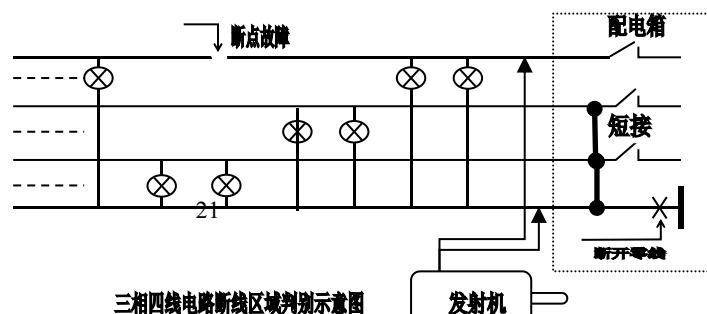 配电箱
断点故障
短接
21
断开零线
三相四线电路断线区域判别示意图
发射机